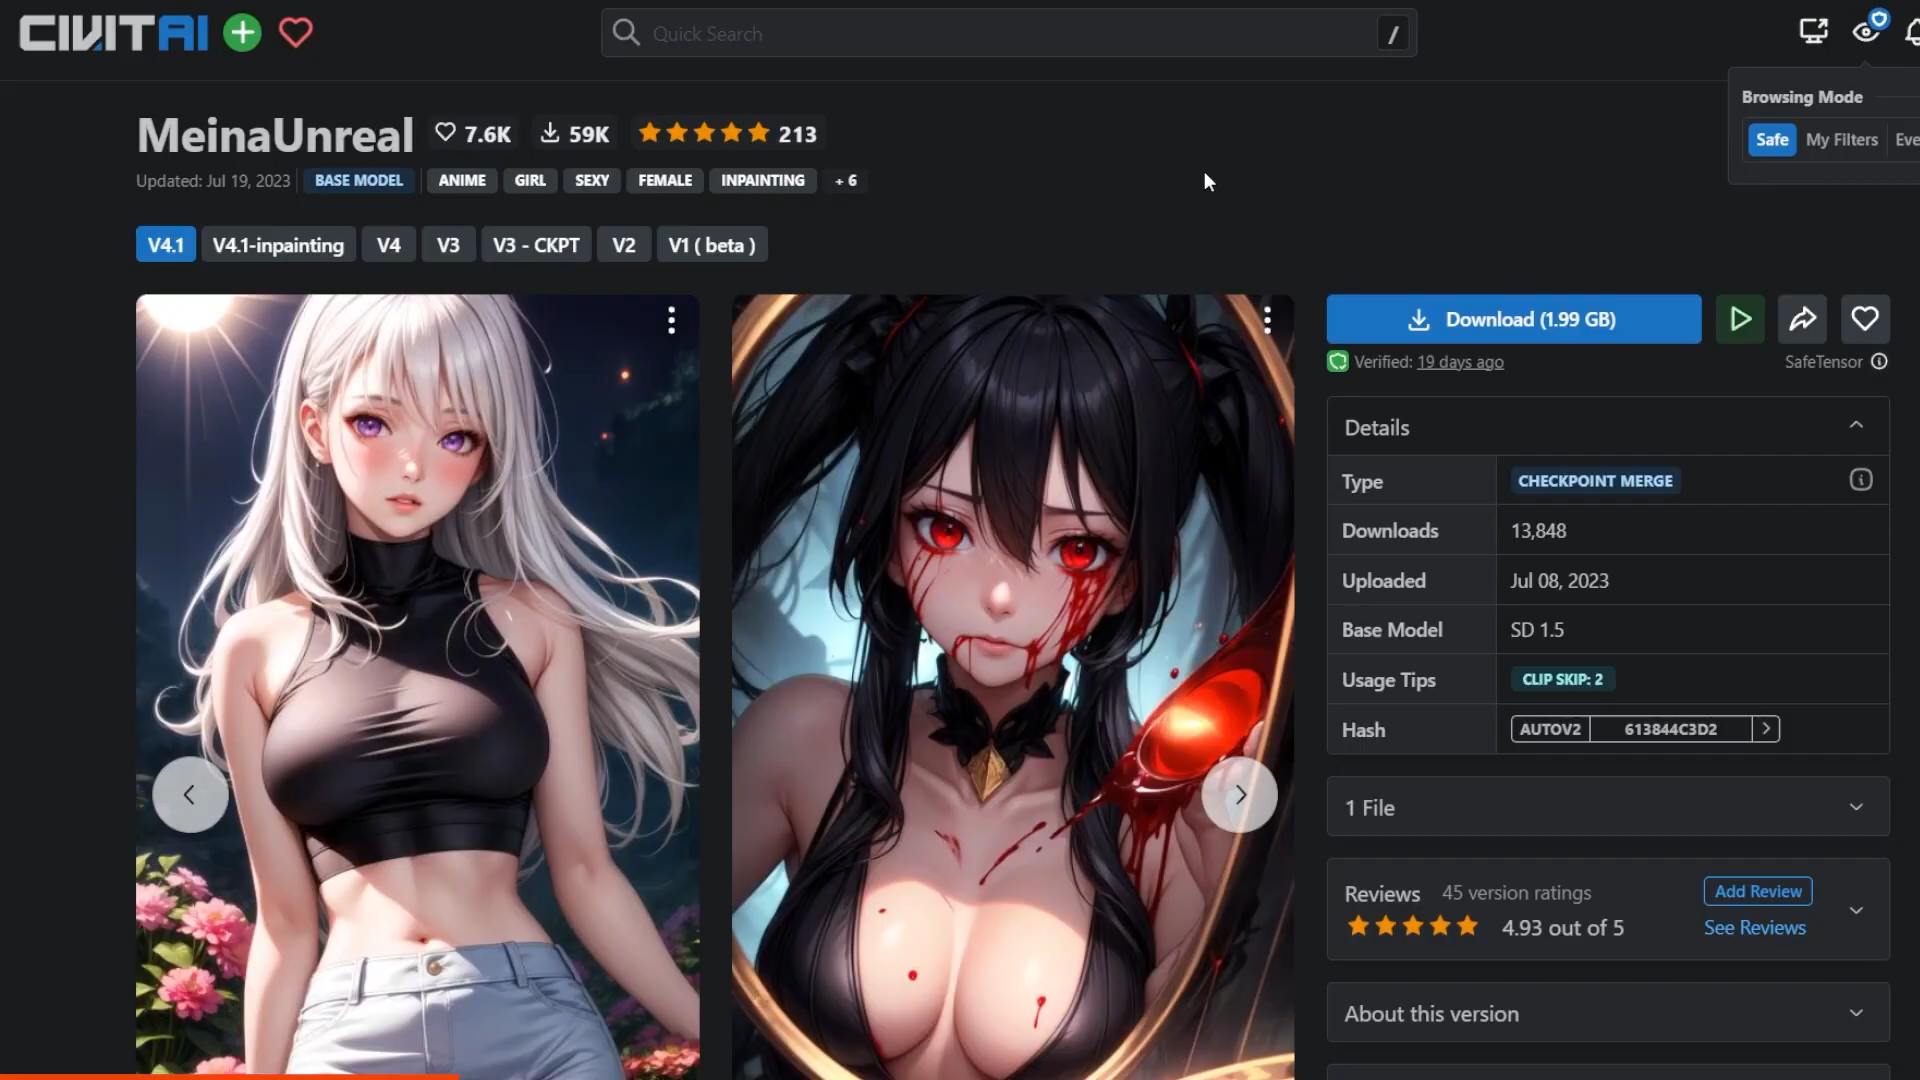 CIVITAI
Quick Search
/
Browsing Mode
Safe My Filters Eve
MeinaUnreal 7.6K 59K 213
Updated: Jul 19, 2023 BASE MODEL ANIME GIRL SEXY FEMALE INPAINTING + 6
V4.1 V4.1-inpainting V4 V3 V3 - CKPT V2 V1 ( beta )
Download (1.99 GB)
Verified: 19 days ago SafeTensor
Details
Type CHECKPOINT MERGE
Downloads 13,848
Uploaded Jul 08, 2023
Base Model SD 1.5
Usage Tips CLIP SKIP: 2
Hash AUTOV2 613844C3D2
1 File
Reviews 45 version ratings Add Review
4.93 out of 5 See Reviews
About this version